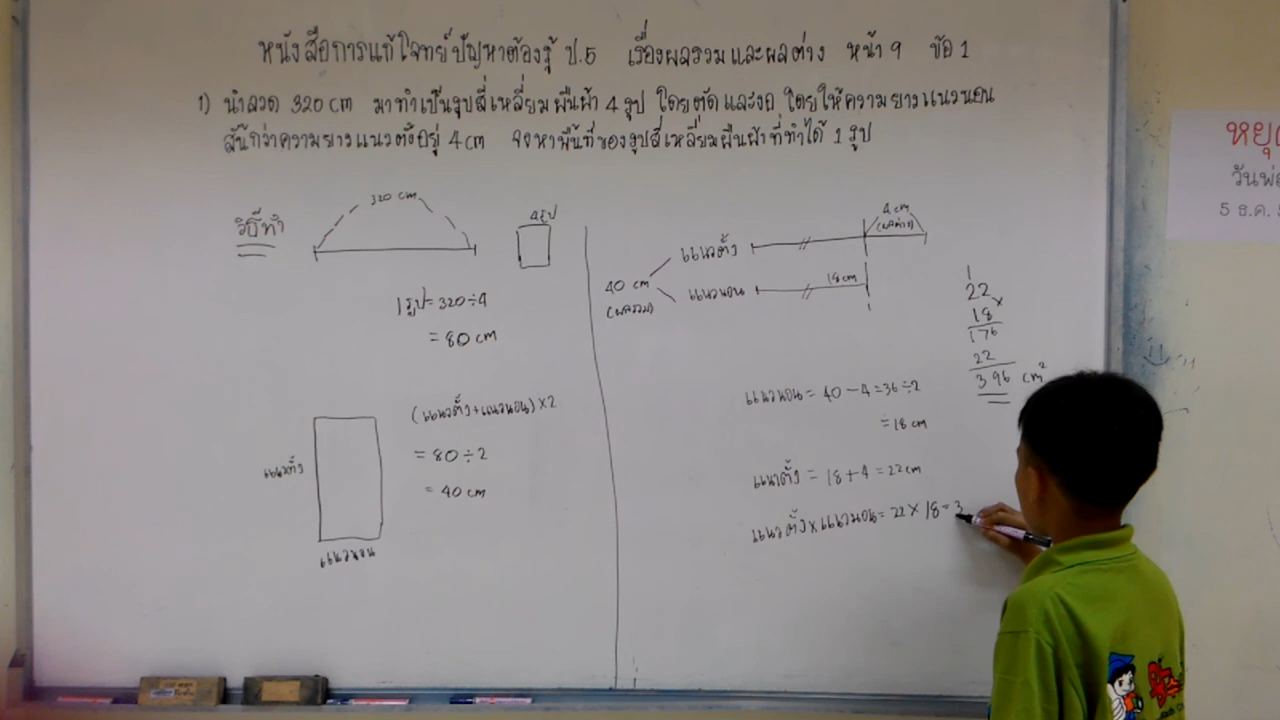 หนังสือการแก้โจทย์ปัญหาต้องรู้ ป.5 เรื่องผลรวมและผลต่าง หน้า 9 ข้อ 1
1) นำลวด 320 cm มาทำเป็นรูปสี่เหลี่ยมผืนผ้า 4 รูป โดยตัดและงอ โดยให้ความยาวแนวนอน
สั้นกว่าความยาวแนวตั้งอยู่ 4 cm จงหาพื้นที่ของรูปสี่เหลี่ยมผืนผ้าที่ทำได้ 1 รูป
วิธีทำ
320 cm
4 รูป
1 รูป = 320 ÷ 4
= 80 cm
(แนวตั้ง + แนวนอน) × 2
= 80 ÷ 2
= 40 cm
แนวตั้ง
แนวนอน
4 cm
(ผลต่าง)
แนวตั้ง
40 cm
(ผลรวม)
แนวนอน
18 cm
แนวนอน = 40 − 4 = 36 ÷ 2
= 18 cm
แนวตั้ง = 18 + 4 = 22 cm
แนวตั้ง × แนวนอน = 22 × 18 = 3
1
22
×
18
176
22
396 cm²
หยุ
วันพ่
5 ธ.ค.